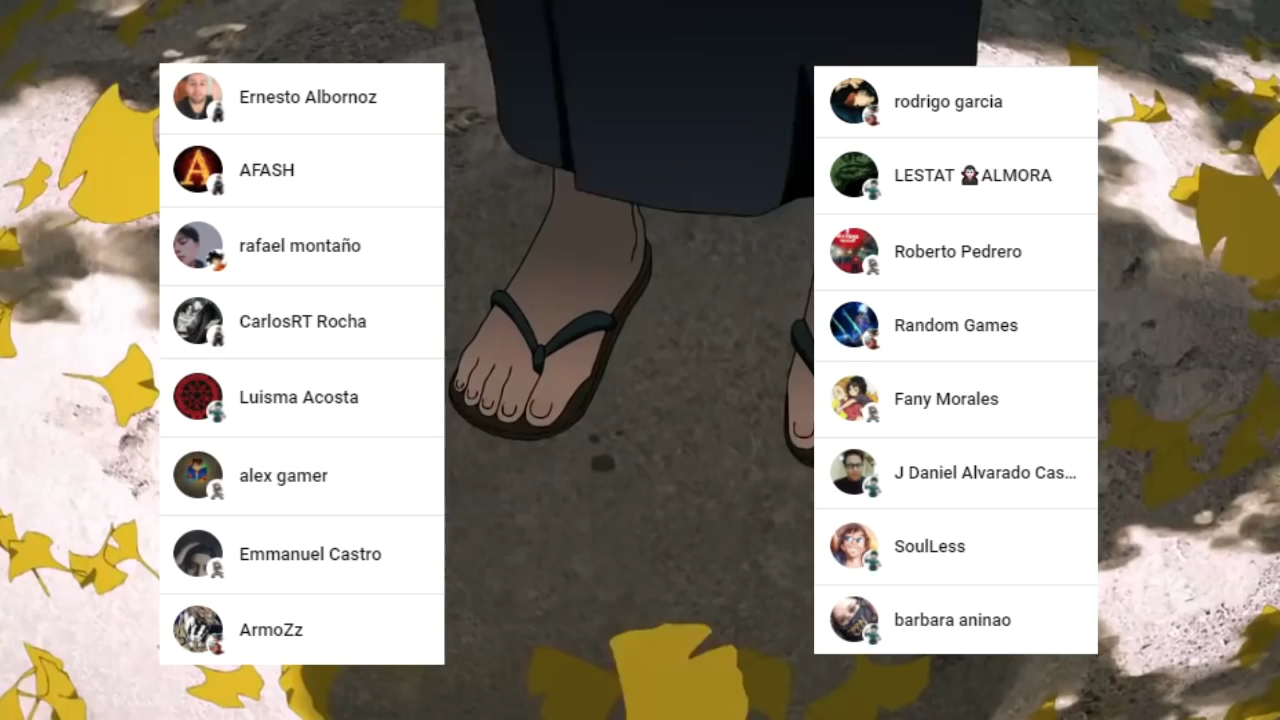 Ernesto Albornoz
AFASH
rafael montaño
CarlosRT Rocha
Luisma Acosta
alex gamer
Emmanuel Castro
ArmoZz
rodrigo garcia
LESTAT 🧛🏻ALMORA
Roberto Pedrero
Random Games
Fany Morales
J Daniel Alvarado Cas...
SoulLess
barbara aninao